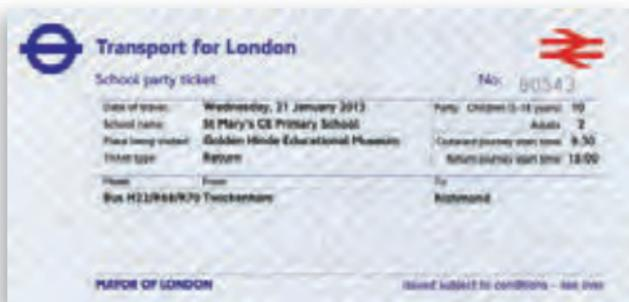 Transport for London
School party ticket No: 80543
Date of travel: Wednesday, 21 January 2013 Party: Children (5-18 years) 10
School name: St Mary's CE Primary School Adults 2
Place being visited: Golden Hinde Educational Museum Outward journey start time 9.30
Ticket type: Return Return journey start time 18:00
From To
Bus H22/R68/R70 Twickenham Richmond
MAYOR OF LONDON Issued subject to conditions - see over